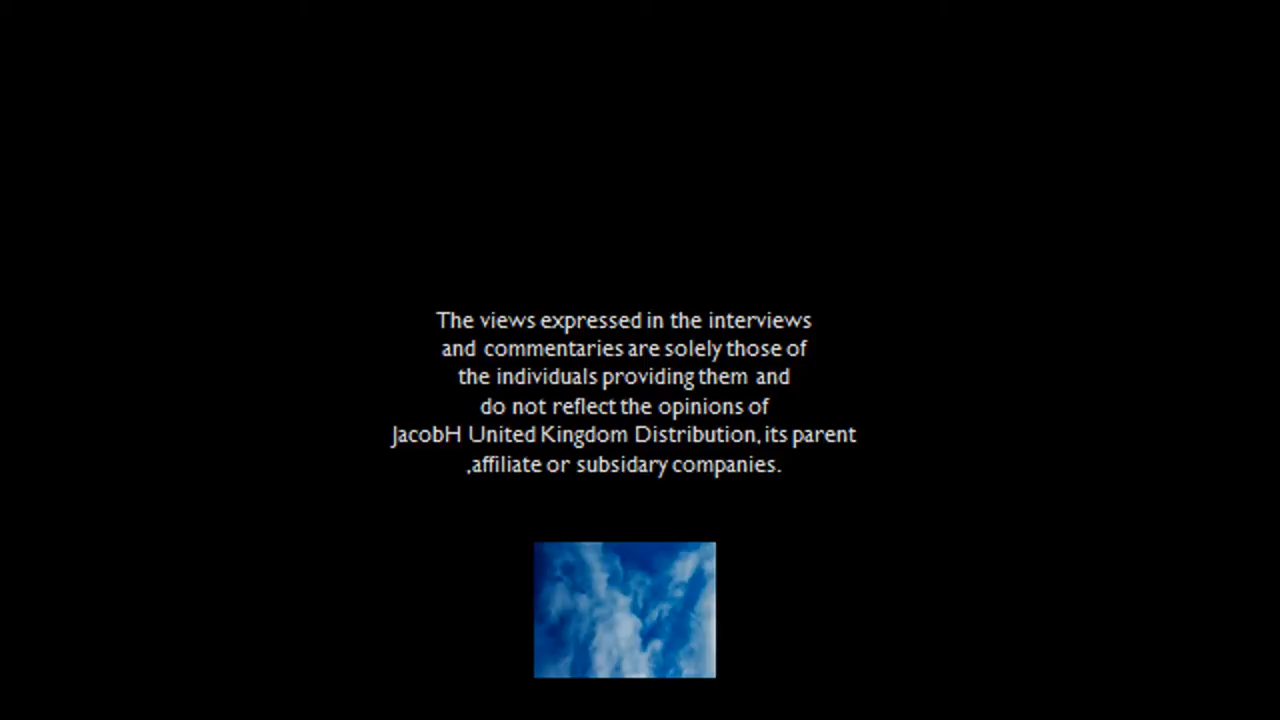 The views expressed in the interviews
and commentaries are solely those of
the individuals providing them and
do not reflect the opinions of
JacobH United Kingdom Distribution, its parent
,affiliate or subsidary companies.